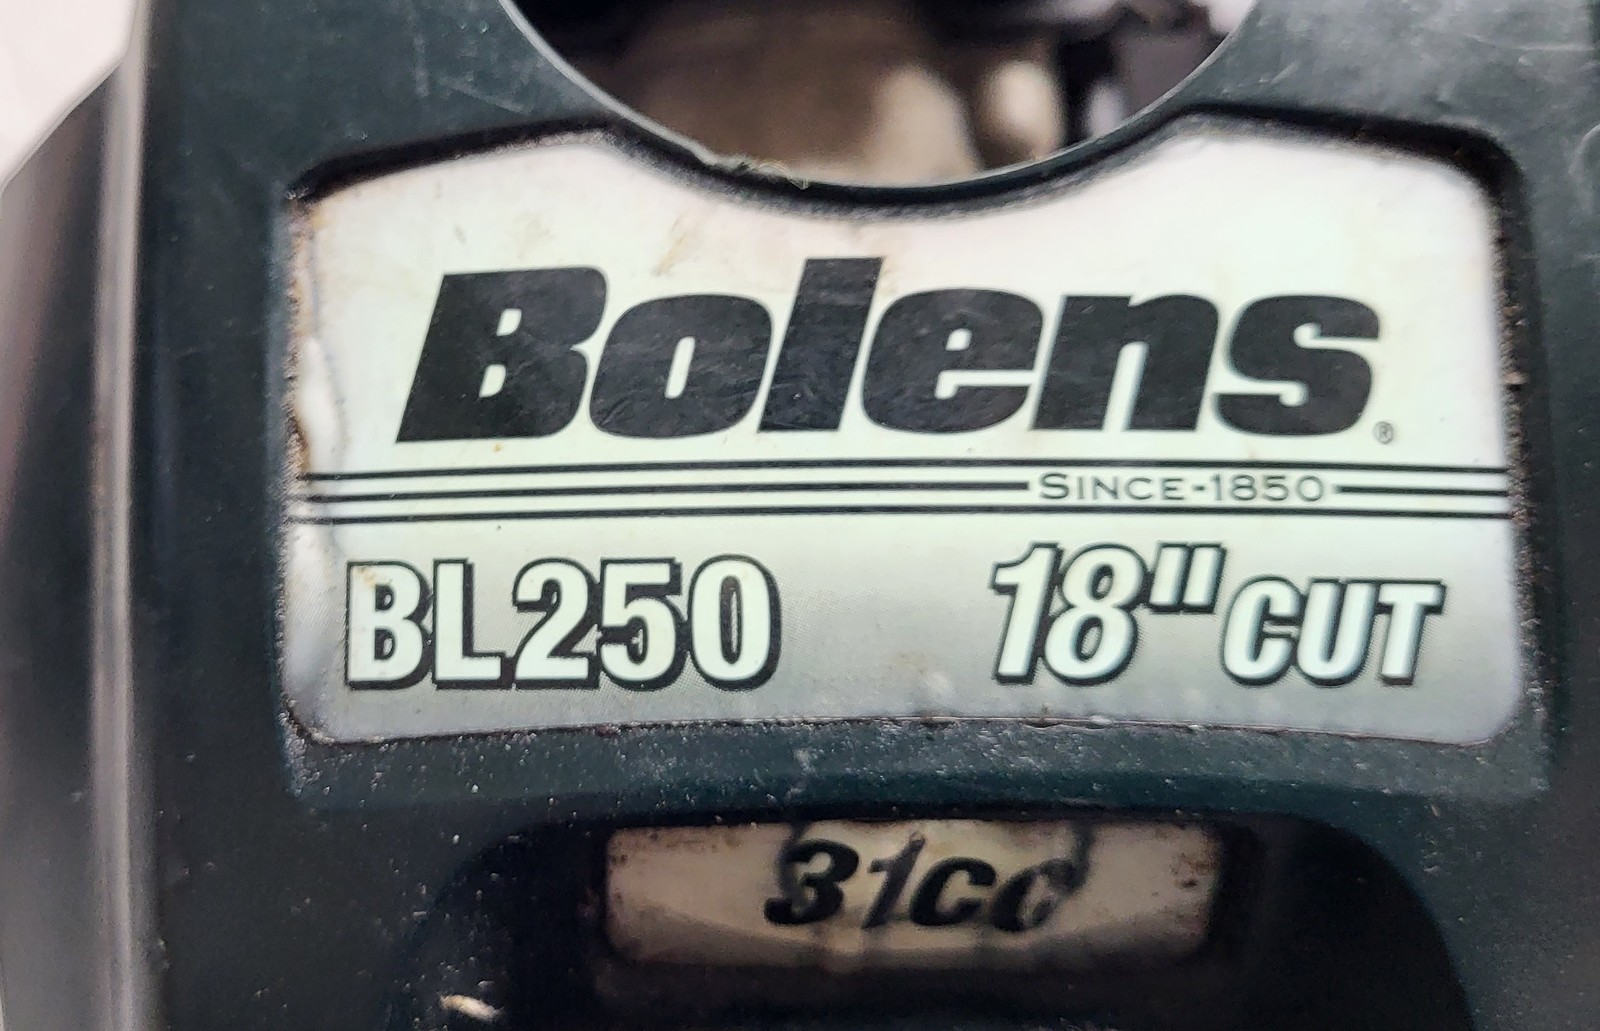 Bolens®
SINCE-1850
BL250 18" CUT
31cc